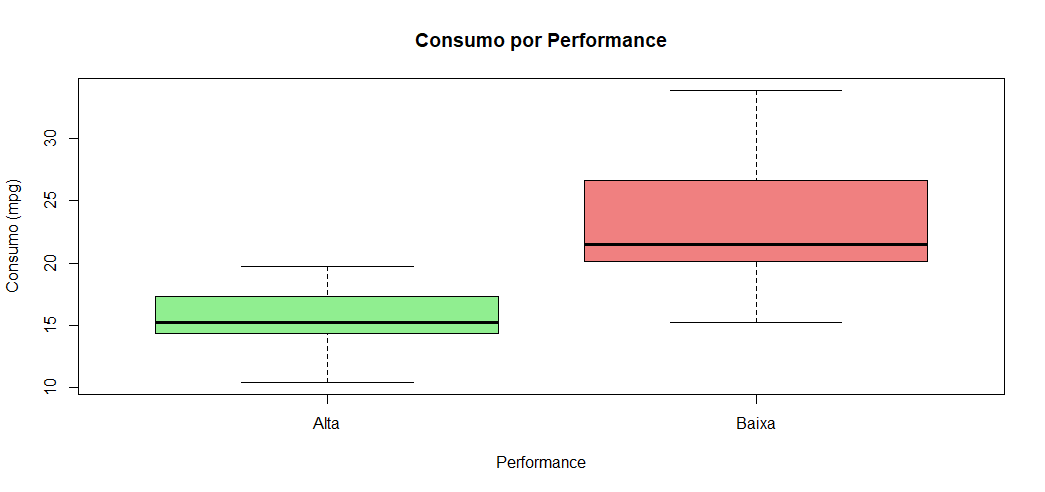 Consumo por Performance
Consumo (mpg)
30
25
20
15
10
Alta
Baixa
Performance